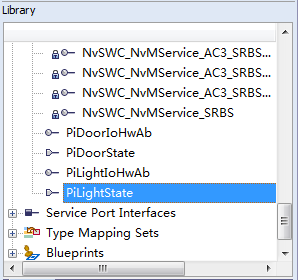 Library
NvSWC_NvMService_AC3_SRBS...
NvSWC_NvMService_AC3_SRBS...
NvSWC_NvMService_AC3_SRBS...
NvSWC_NvMService_SRBS
PiDoorIoHwAb
PiDoorState
PiLightIoHwAb
PiLightState
Service Port Interfaces
Type Mapping Sets
Blueprints